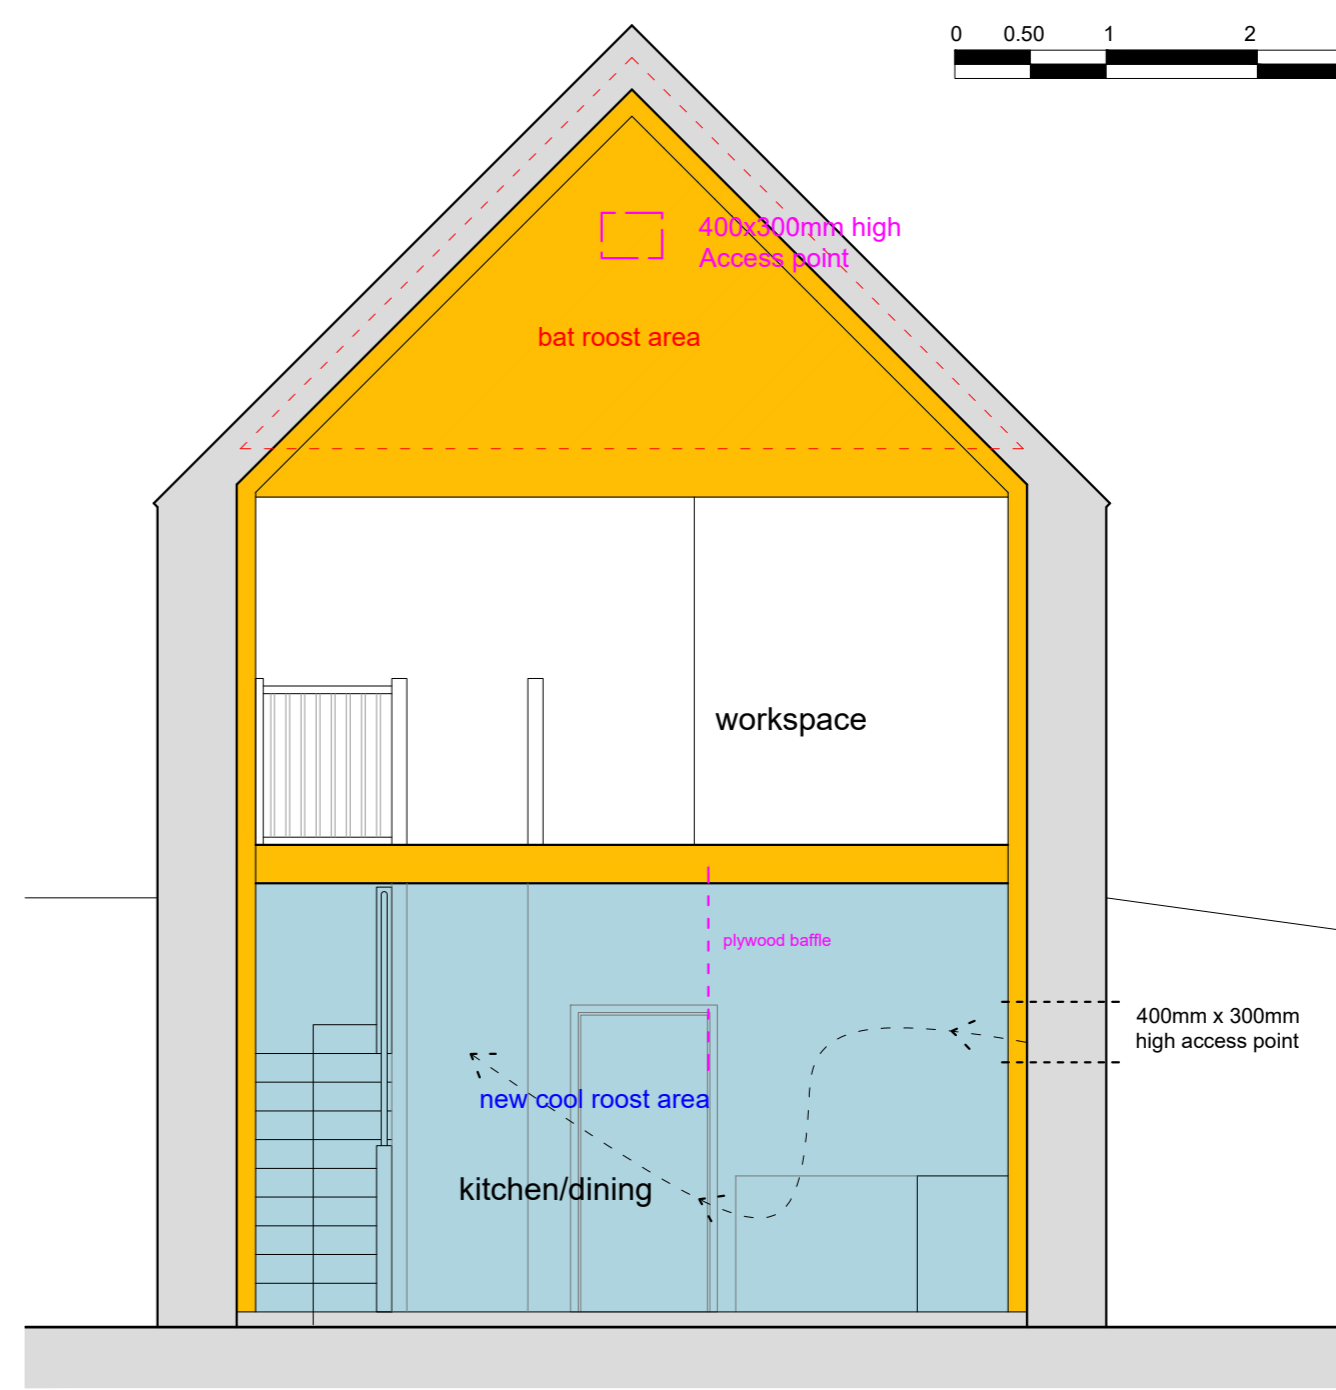 0 0.50 1 2
400x300mm high
Access point
bat roost area
workspace
plywood baffle
400mm x 300mm
high access point
new cool roost area
kitchen/dining